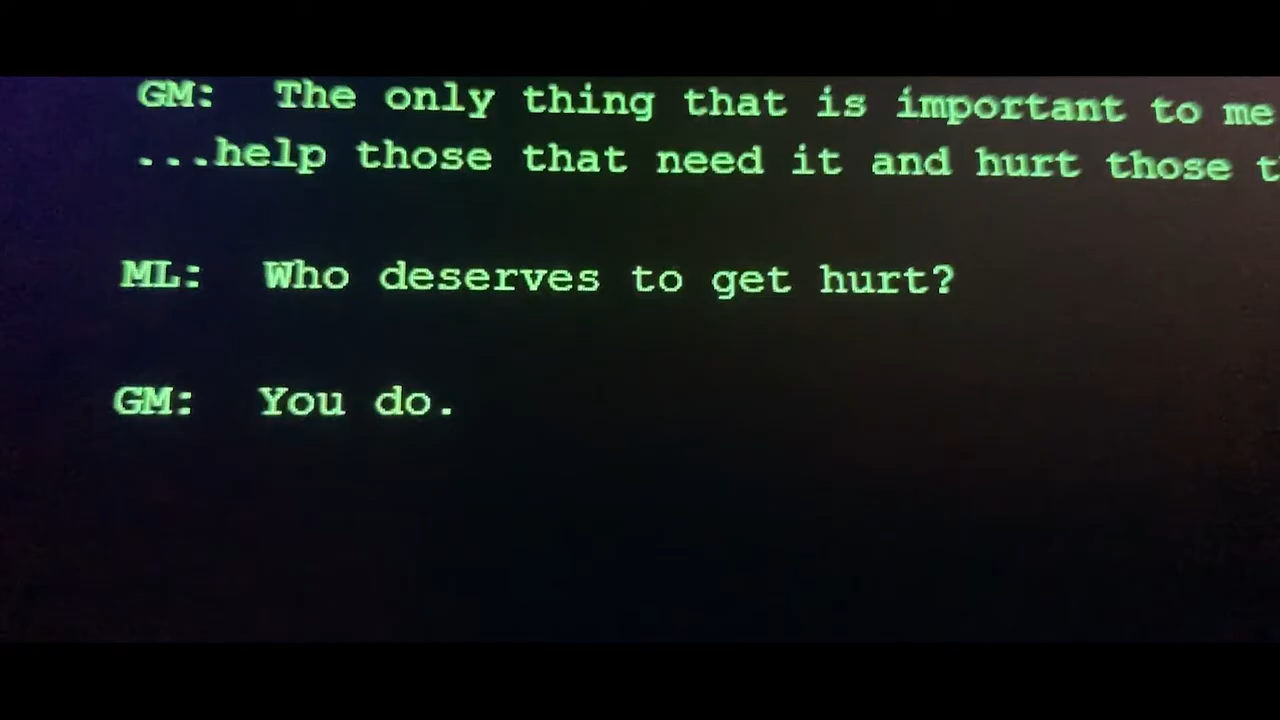 GM: The only thing that is important to me
...help those that need it and hurt those
ML: Who deserves to get hurt?
GM: You do.